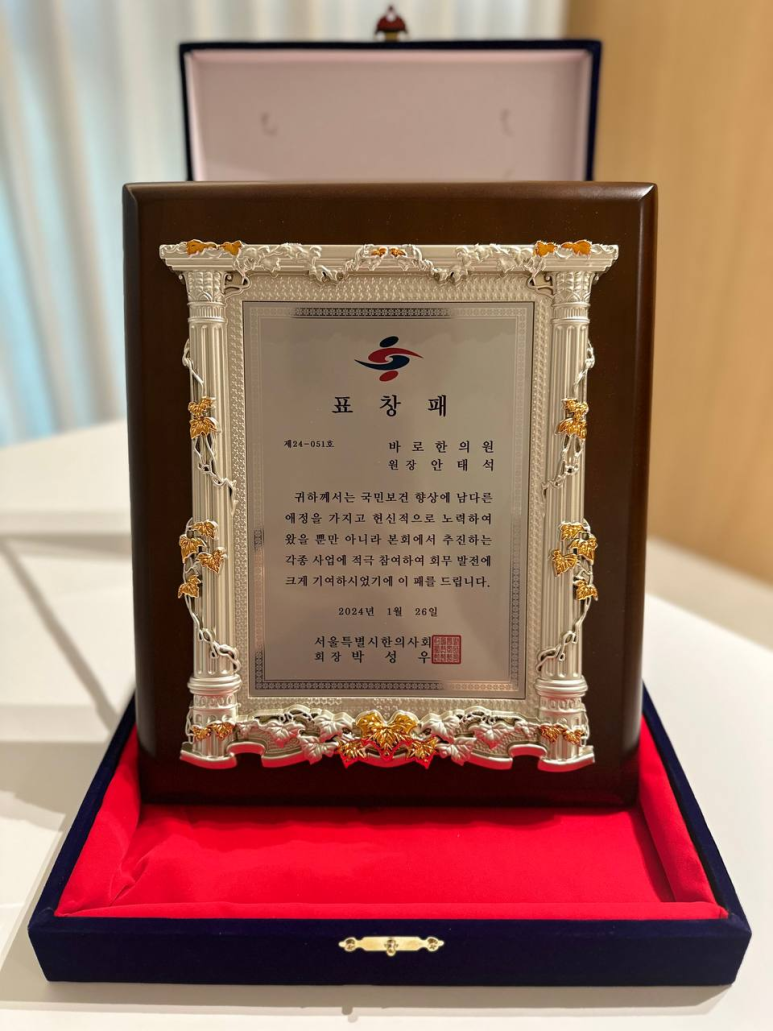 표 창 패
제24-051호
바 로 한 의 원
원 장 안 태 석
귀하께서는 국민보건 향상에 남다른
애정을 가지고 헌신적으로 노력하여
왔을 뿐만 아니라 본회에서 추진하는
각종 사업에 적극 참여하여 회무 발전에
크게 기여하시었기에 이 패를 드립니다.
2024년 1월 26일
서울특별시한의사회
회 장 박 성 우